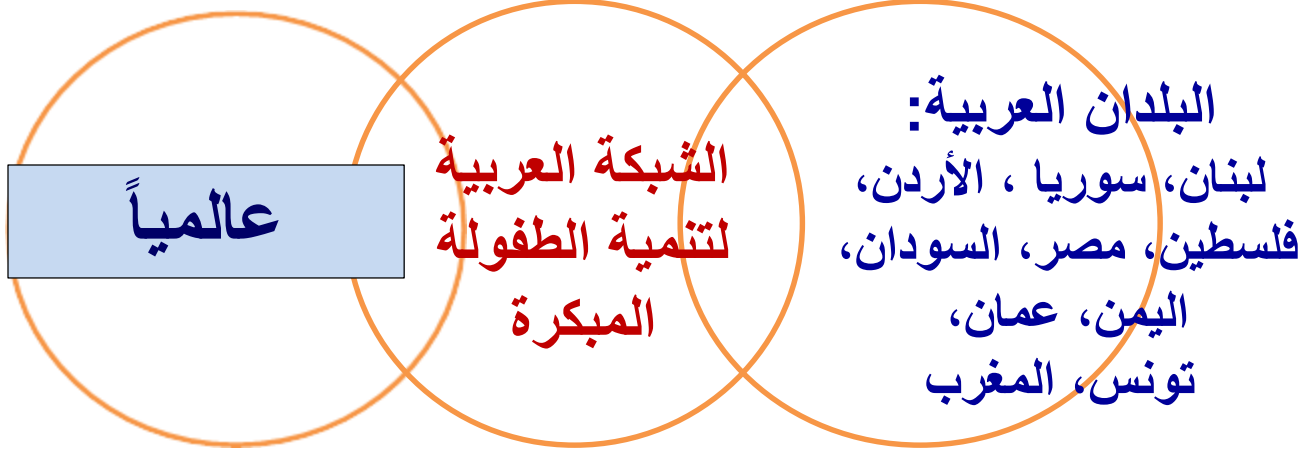 البلدان العربية:
لبنان، سوريا ، الأردن،
فلسطين، مصر، السودان،
اليمن، عمان،
تونس، المغرب
الشبكة العربية
لتنمية الطفولة
المبكرة
عالمياً